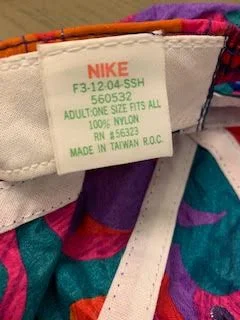 NIKE
F3-12-04-SSH
560532
ADULT:ONE SIZE FITS ALL
100% NYLON
RN #56323
MADE IN TAIWAN R.O.C.